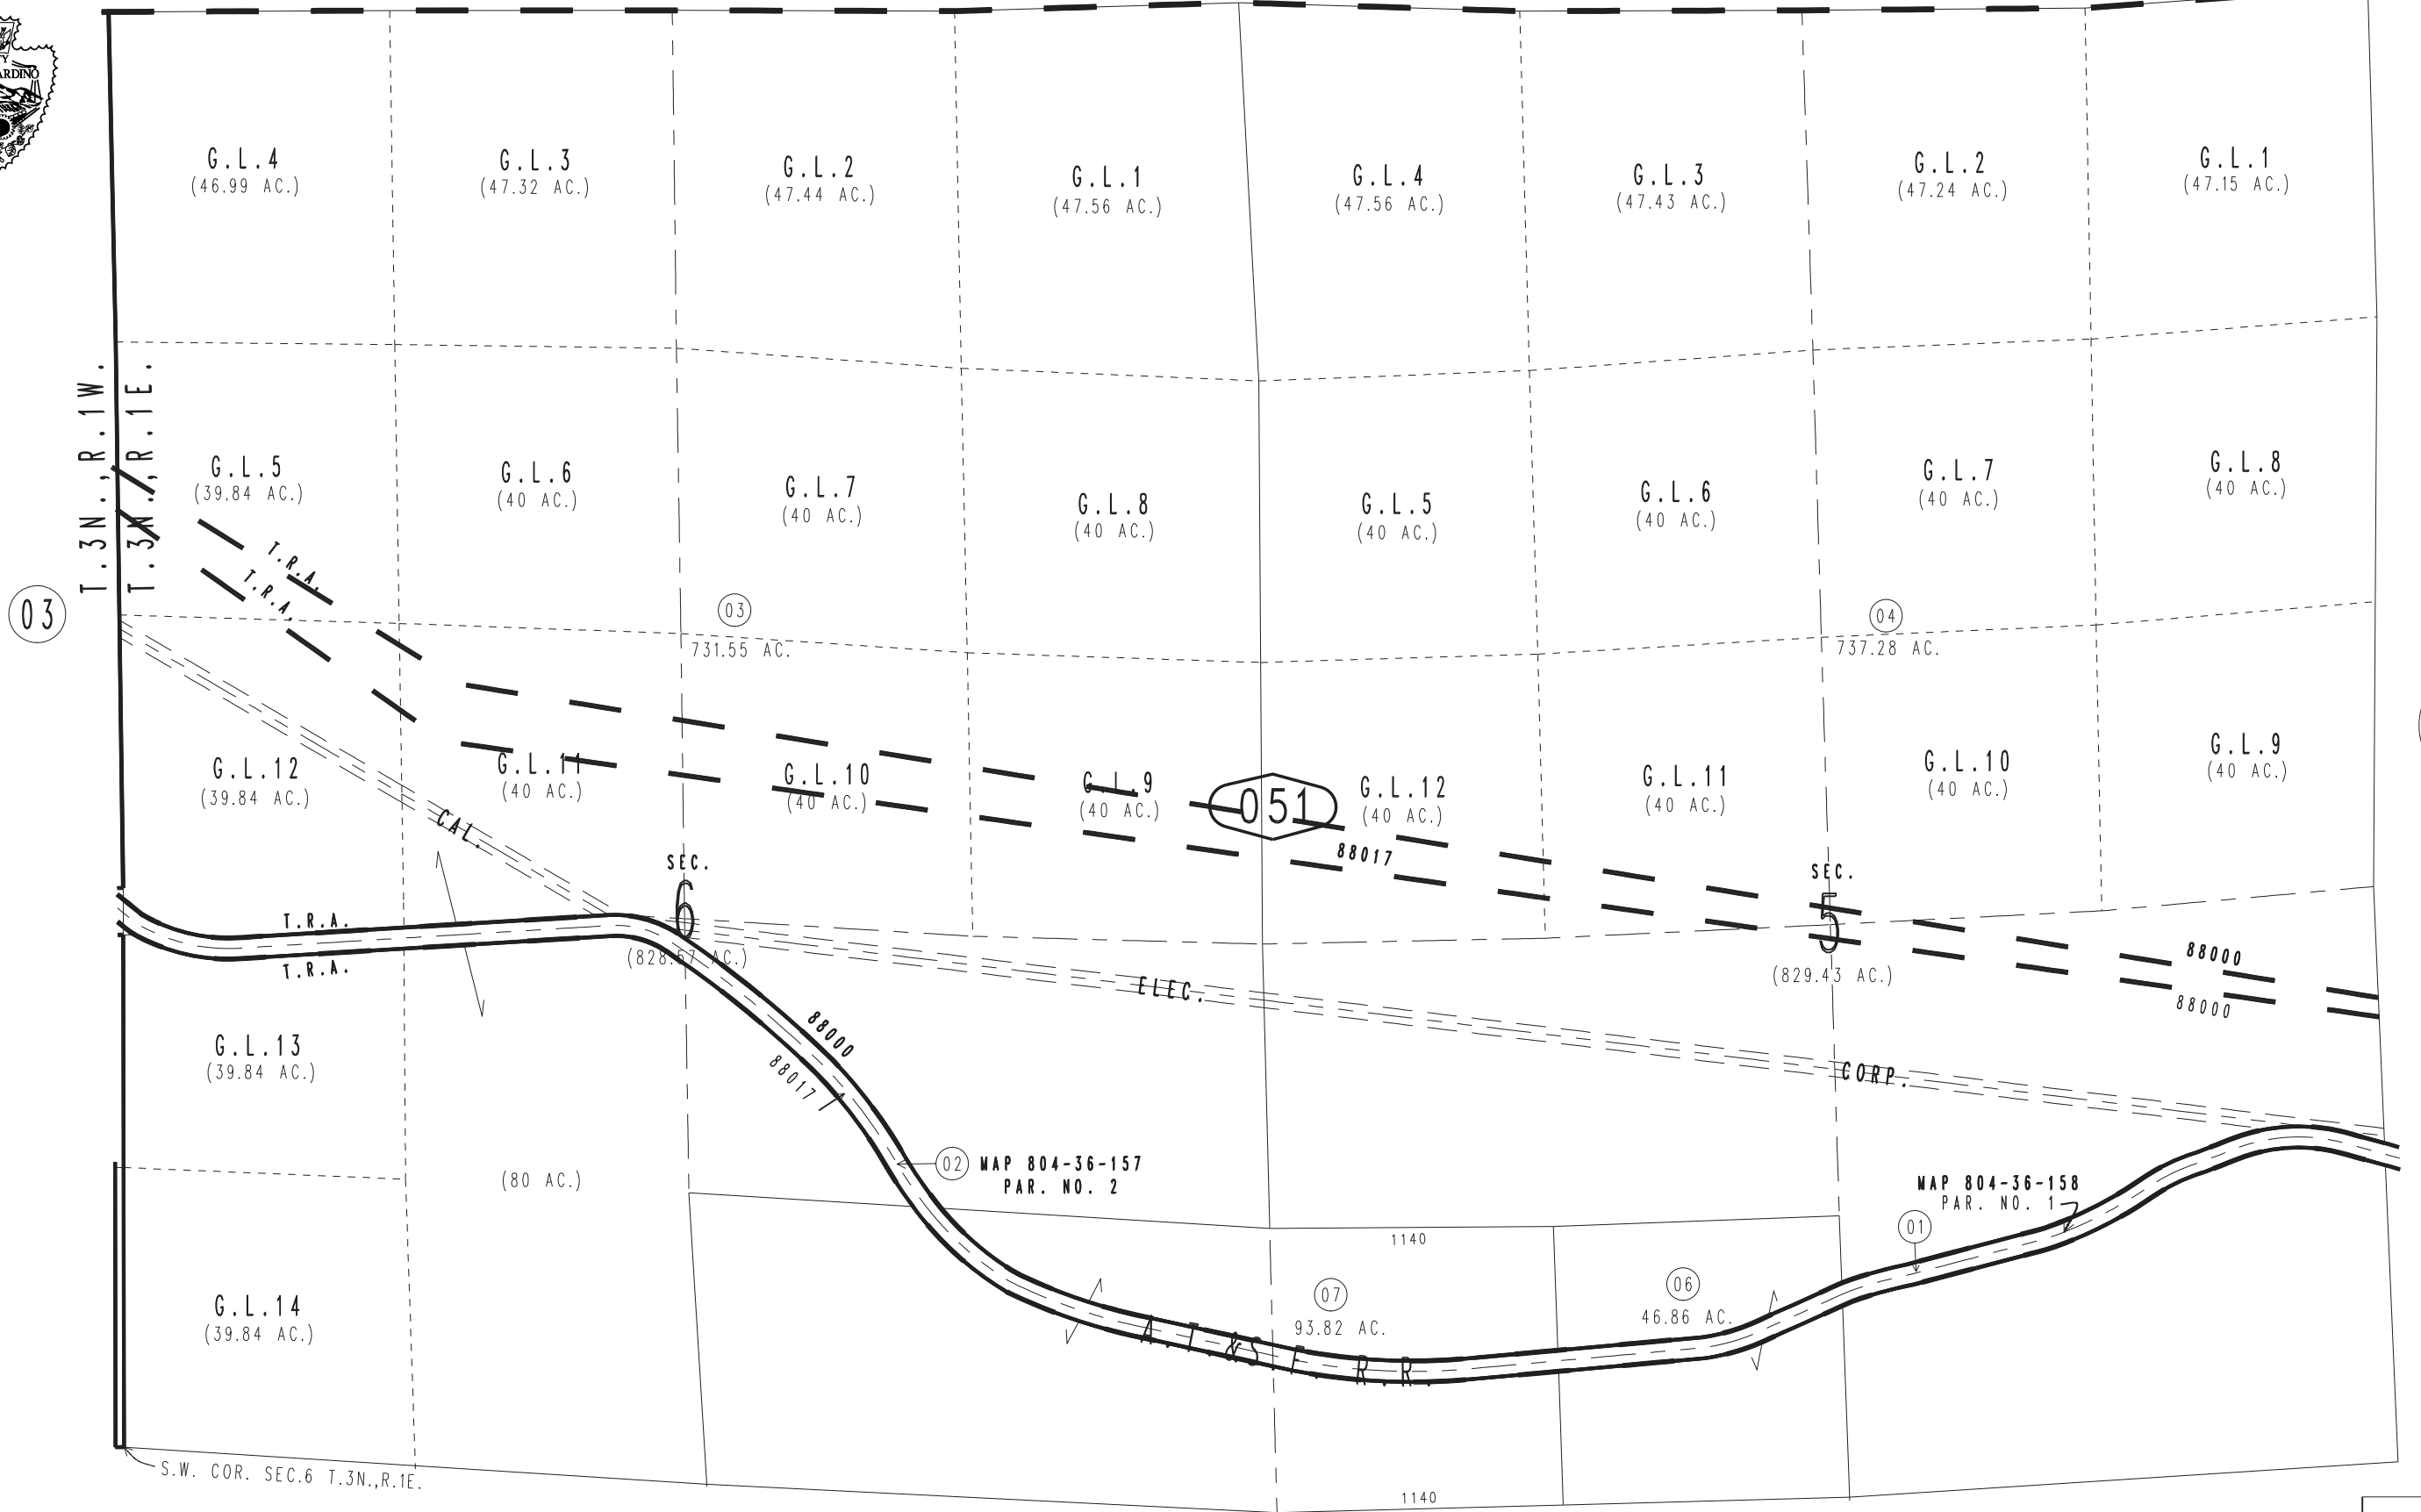 ARDINO
G.L.4
(46.99 AC.)
G.L.3
(47.32 AC.)
G.L.2
(47.44 AC.)
G.L.1
(47.56 AC.)
G.L.4
(47.56 AC.)
G.L.3
(47.43 AC.)
G.L.2
(47.24 AC.)
G.L.1
(47.15 AC.)
T.3N.,R.1W.
T.3N.,R.1E.
G.L.5
(39.84 AC.)
G.L.6
(40 AC.)
G.L.7
(40 AC.)
G.L.8
(40 AC.)
G.L.5
(40 AC.)
G.L.6
(40 AC.)
G.L.7
(40 AC.)
G.L.8
(40 AC.)
T.R.A.
T.R.A.
03
03
731.55 AC.
04
737.28 AC.
G.L.12
(39.84 AC.)
G.L.11
(40 AC.)
G.L.10
(40 AC.)
G.L.9
(40 AC.)
051
G.L.12
(40 AC.)
G.L.11
(40 AC.)
G.L.10
(40 AC.)
G.L.9
(40 AC.)
CAL.
88017
SEC.
6
(828.67 AC.)
SEC.
5
(829.43 AC.)
T.R.A.
T.R.A.
ELEC.
CORP.
88000
88000
88000
88017
G.L.13
(39.84 AC.)
(80 AC.)
02
MAP 804-36-157
PAR. NO. 2
MAP 804-36-158
PAR. NO. 1
01
1140
G.L.14
(39.84 AC.)
07
93.82 AC.
06
46.86 AC.
A.T.&S.F. R.R.
S.W. COR. SEC.6 T.3N.,R.1E.
1140